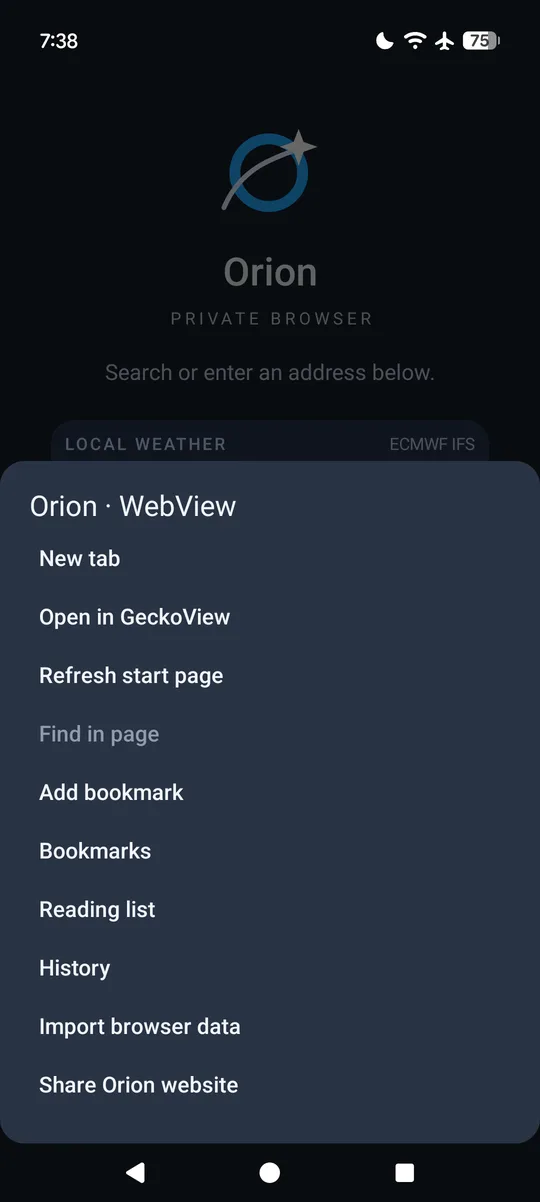 7:38
75
Orion
PRIVATE BROWSER
Search or enter an address below.
LOCAL WEATHER ECMWF IFS
Orion · WebView
New tab
Open in GeckoView
Refresh start page
Find in page
Add bookmark
Bookmarks
Reading list
History
Import browser data
Share Orion website